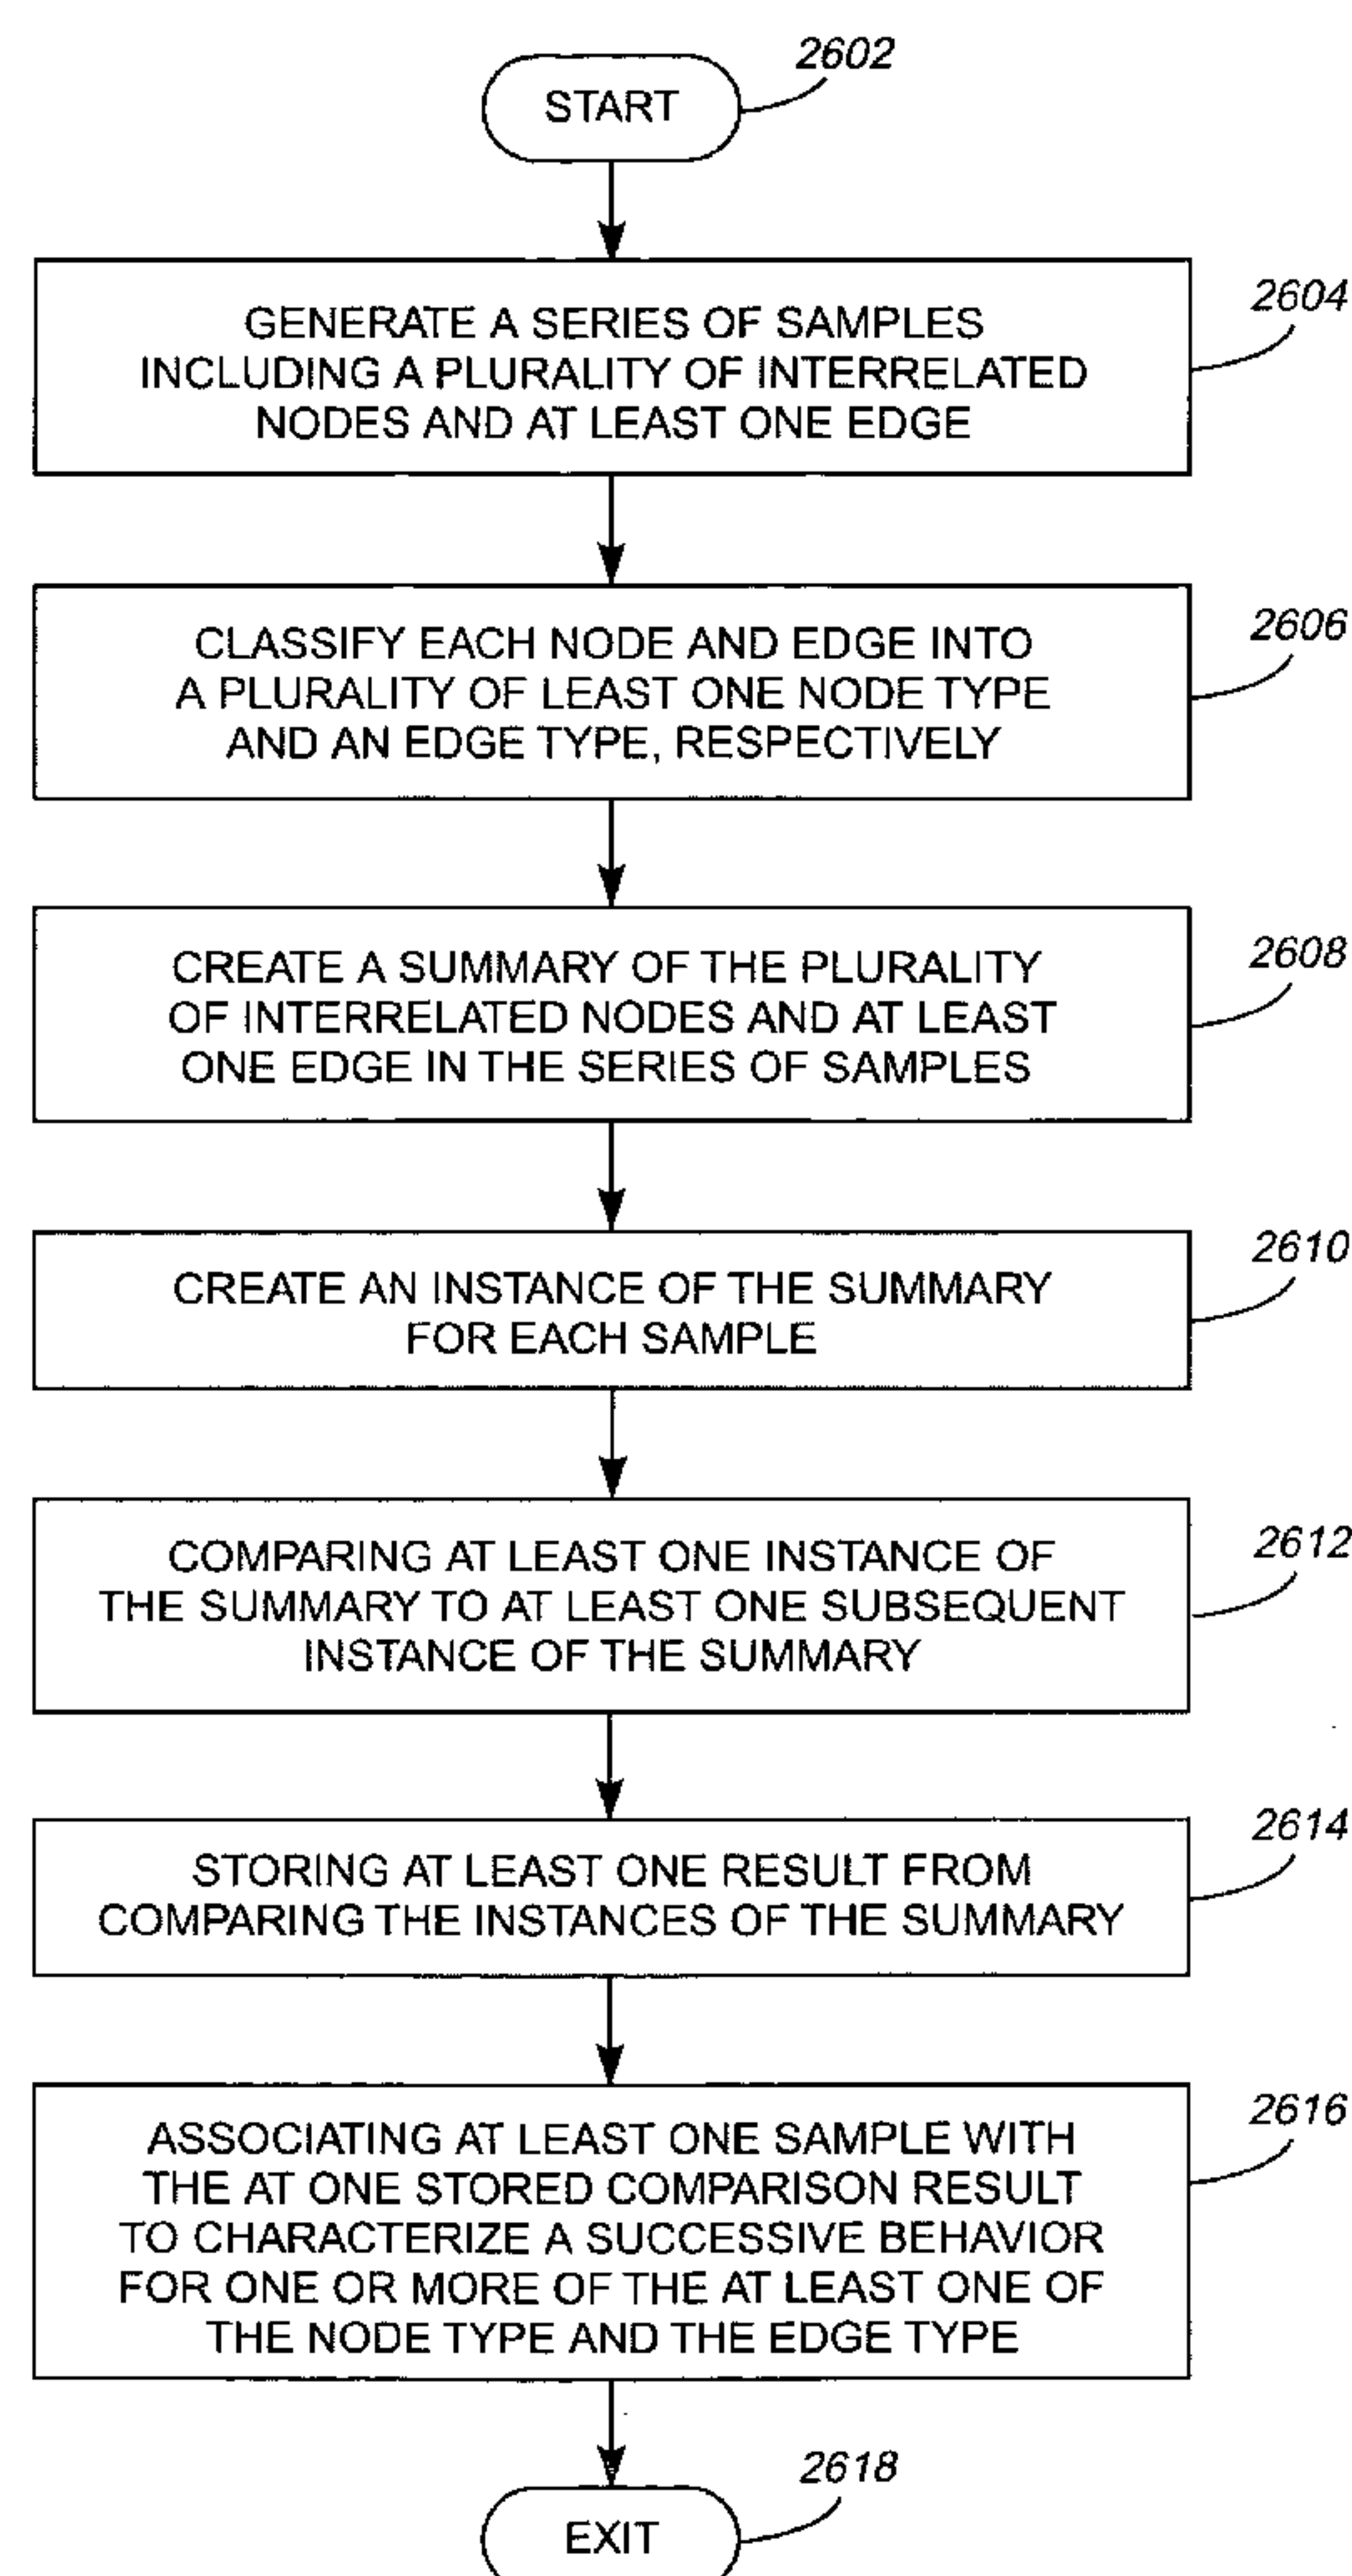 2602
START
2604
GENERATE A SERIES OF SAMPLES
INCLUDING A PLURALITY OF INTERRELATED
NODES AND AT LEAST ONE EDGE
2606
CLASSIFY EACH NODE AND EDGE INTO
A PLURALITY OF LEAST ONE NODE TYPE
AND AN EDGE TYPE, RESPECTIVELY
2608
CREATE A SUMMARY OF THE PLURALITY
OF INTERRELATED NODES AND AT LEAST
ONE EDGE IN THE SERIES OF SAMPLES
2610
CREATE AN INSTANCE OF THE SUMMARY
FOR EACH SAMPLE
2612
COMPARING AT LEAST ONE INSTANCE OF
THE SUMMARY TO AT LEAST ONE SUBSEQUENT
INSTANCE OF THE SUMMARY
2614
STORING AT LEAST ONE RESULT FROM
COMPARING THE INSTANCES OF THE SUMMARY
2616
ASSOCIATING AT LEAST ONE SAMPLE WITH
THE AT ONE STORED COMPARISON RESULT
TO CHARACTERIZE A SUCCESSIVE BEHAVIOR
FOR ONE OR MORE OF THE AT LEAST ONE OF
THE NODE TYPE AND THE EDGE TYPE
2618
EXIT